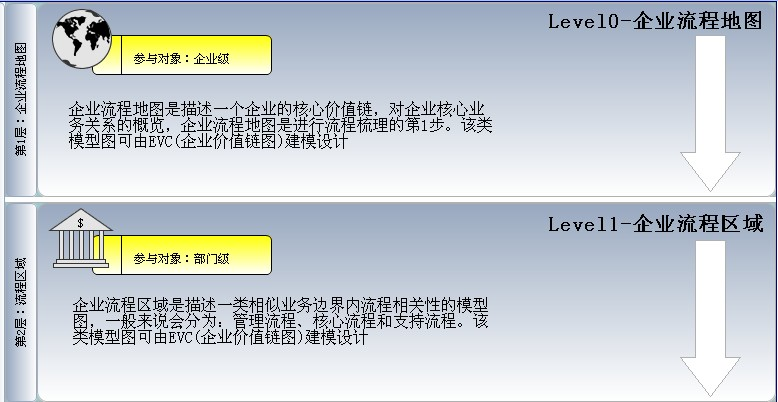 Level0-企业流程地图
第1层：企业流程地图
参与对象：企业级
企业流程地图是描述一个企业的核心价值链，对企业核心业
务关系的概览，企业流程地图是进行流程梳理的第1步。该类
模型图可由EVC(企业价值链图)建模设计
Level1-企业流程区域
$
第2层：流程区域
参与对象：部门级
企业流程区域是描述一类相似业务边界内流程相关性的模型
图，一般来说会分为：管理流程、核心流程和支持流程。该
类模型图可由EVC(企业价值链图)建模设计